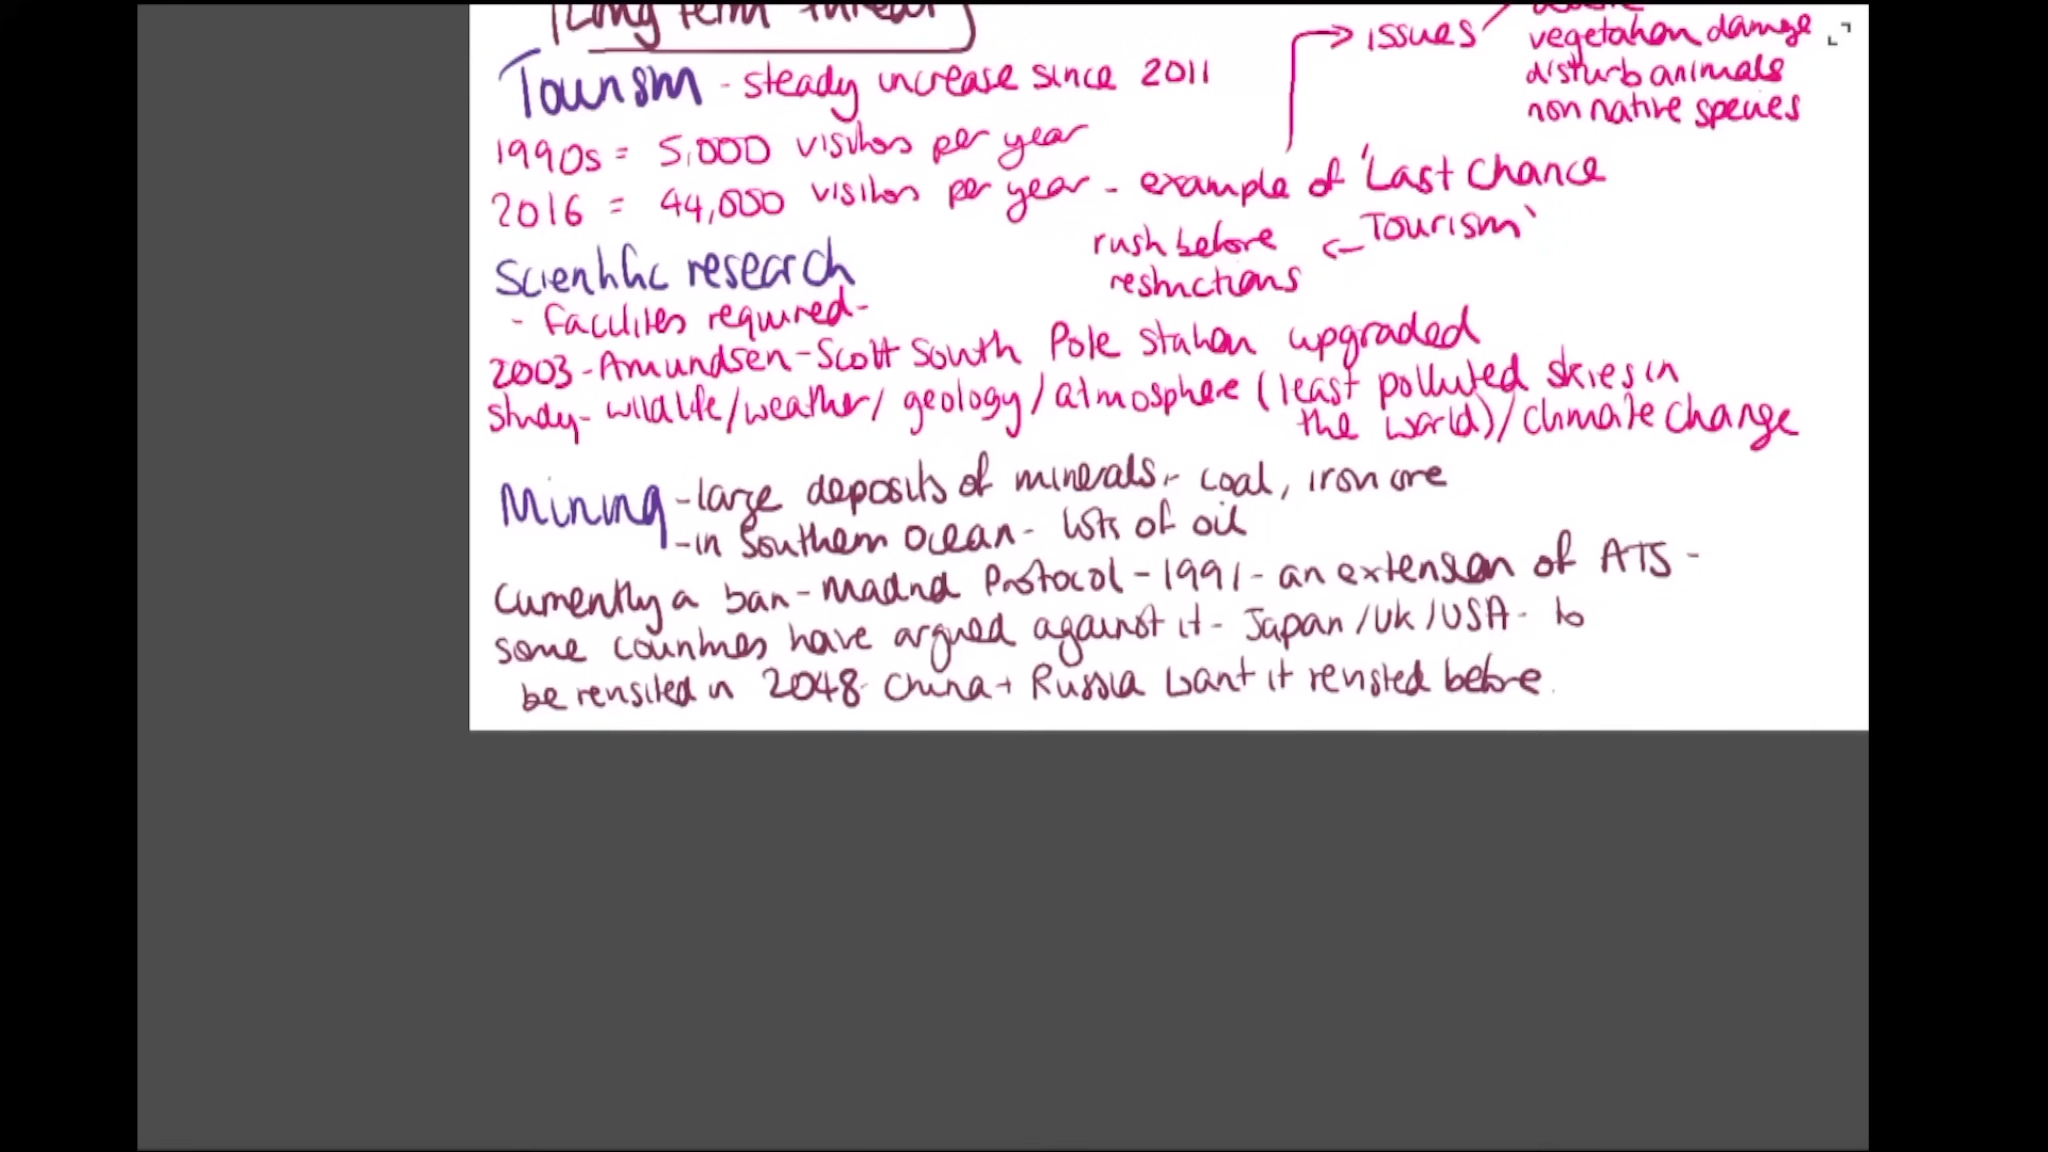 Long term threat
issues
vegetation damage
disturb animals
non native species
Tourism - steady increase since 2011
1990s = 5,000 visitors per year
2016 = 44,000 visitors per year - example of 'Last Chance
Tourism'
rush before
restrictions
Scientific research
- facilites required -
2003 - Amundsen-Scott South Pole Station upgraded
Study - wildlife/weather/ geology/atmosphere (least polluted skies in
the world)/climate change
Mining - large deposits of minerals - coal, iron ore
- in Southern Ocean - lots of oil
Currently a ban - Madrid Protocol - 1991 - an extension of ATS -
some countries have argued against it - Japan /UK /USA - to
be revisited in 2048 - China + Russia want it revisited before.